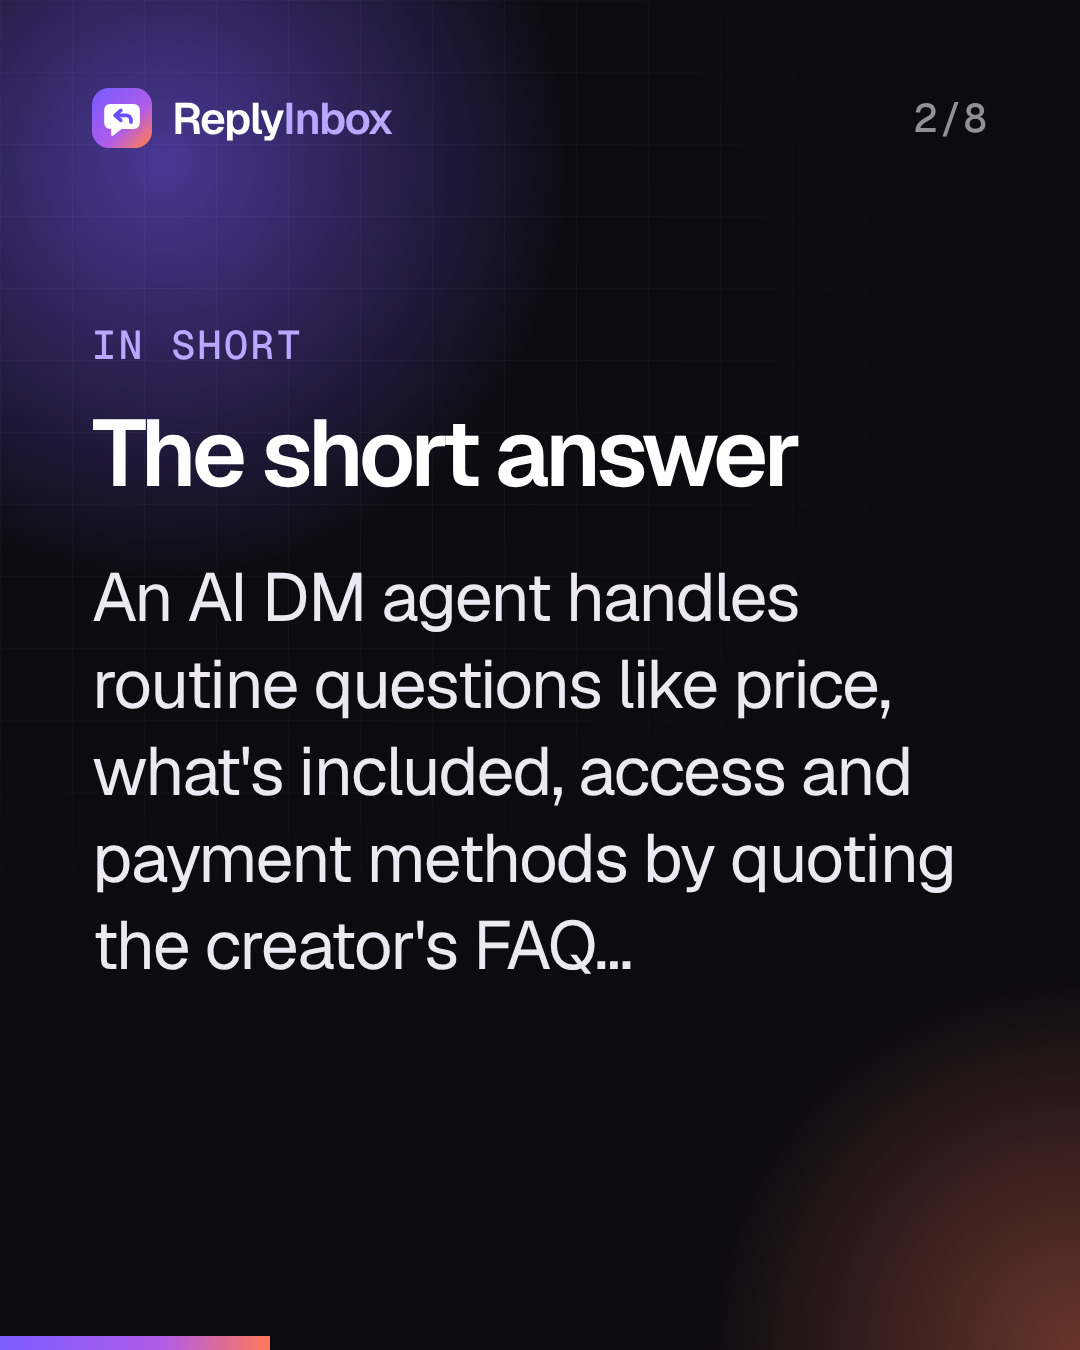 ReplyInbox
2/8
IN SHORT
The short answer
An AI DM agent handles
routine questions like price,
what's included, access and
payment methods by quoting
the creator's FAQ...